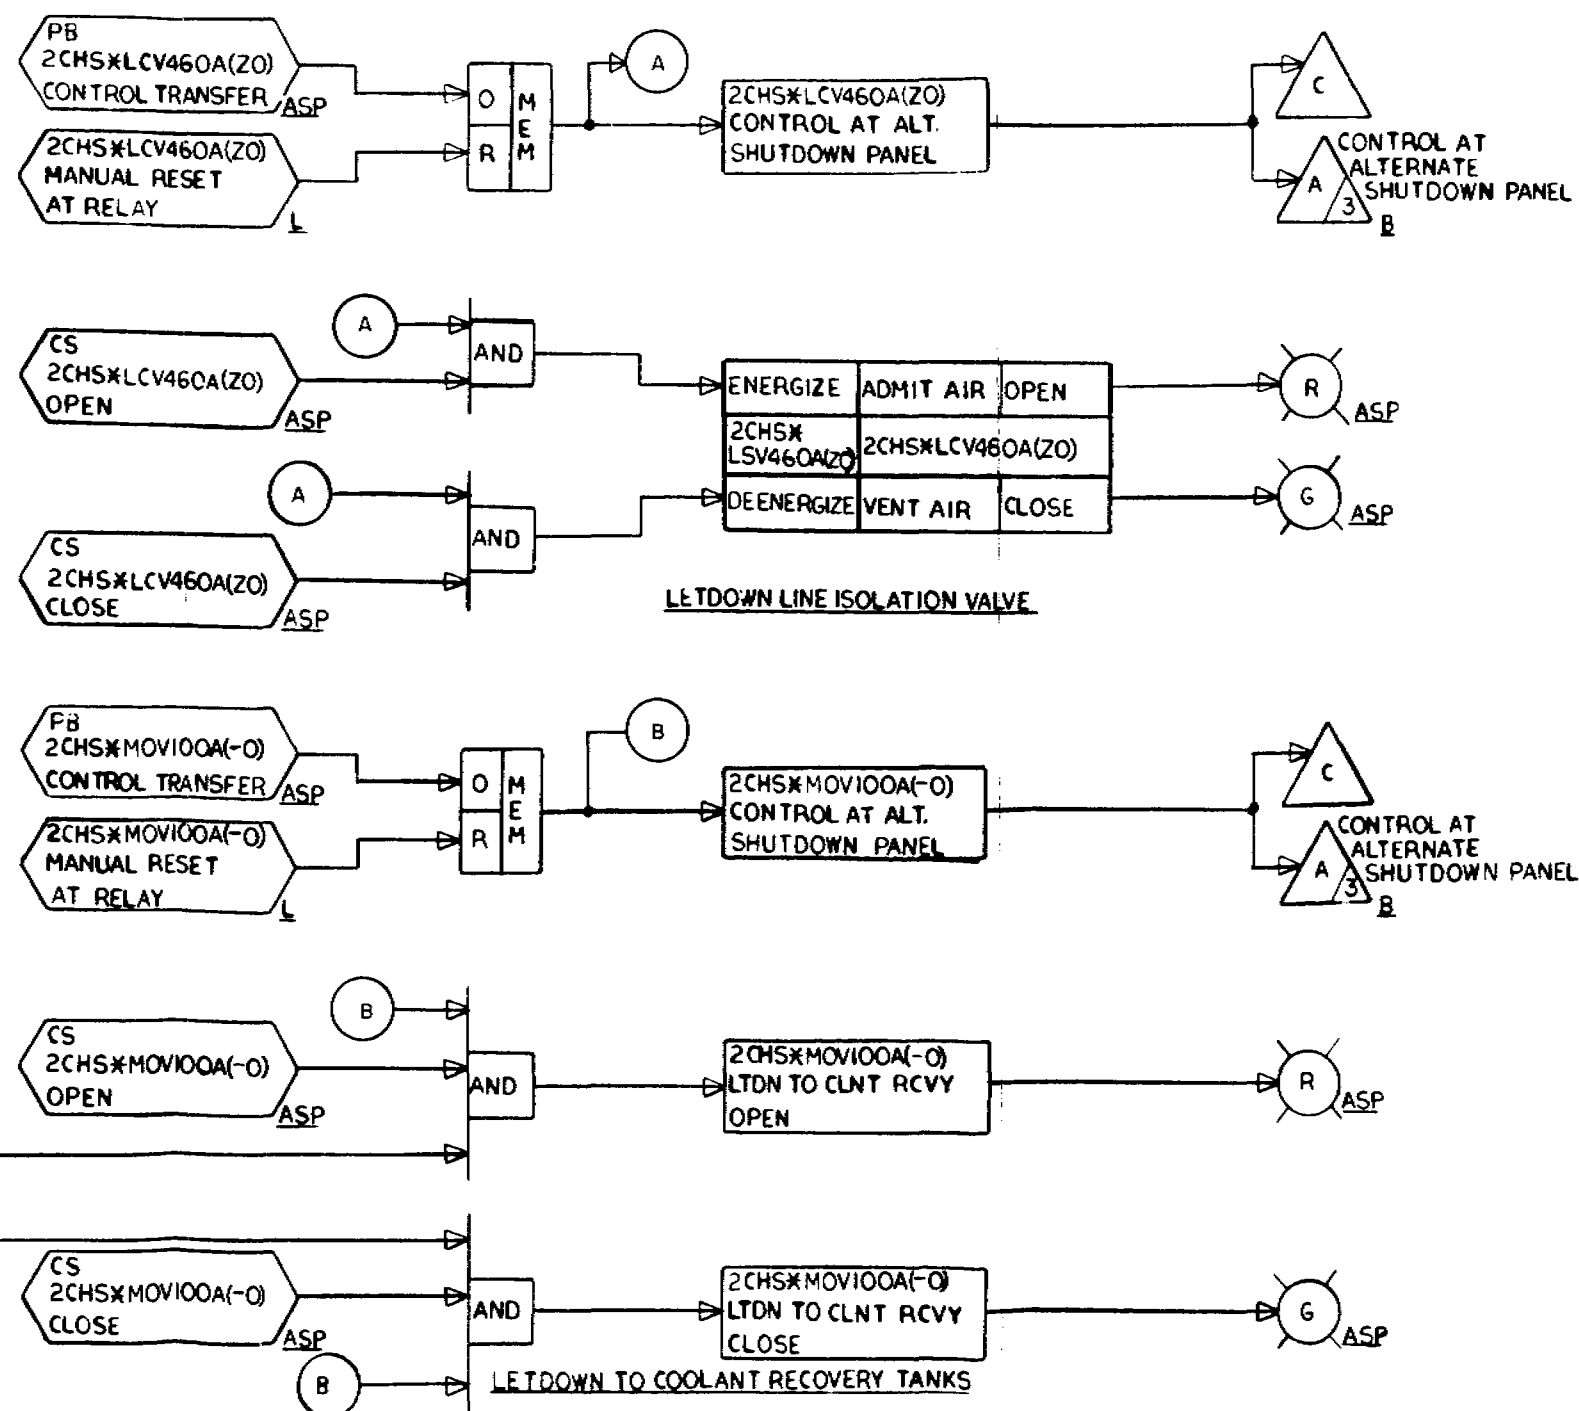 PB
2CHS*LCV460A(ZO)
CONTROL TRANSFER
ASP
2CHS*LCV460A(ZO)
MANUAL RESET
AT RELAY
L
O
R
MEM
A
2CHS*LCV460A(ZO)
CONTROL AT ALT.
SHUTDOWN PANEL
C
A
3
CONTROL AT
ALTERNATE
SHUTDOWN PANEL
B
A
CS
2CHS*LCV460A(ZO)
OPEN
ASP
AND
A
CS
2CHS*LCV460A(ZO)
CLOSE
ASP
AND
ENERGIZE
ADMIT AIR
OPEN
2CHS*
LSV460A(ZO)
2CHS*LCV460A(ZO)
DEENERGIZE
VENT AIR
CLOSE
R
ASP
G
ASP
LETDOWN LINE ISOLATION VALVE
PB
2CHS*MOV100A(-O)
CONTROL TRANSFER
ASP
2CHS*MOV100A(-O)
MANUAL RESET
AT RELAY
L
O
R
MEM
B
2CHS*MOV100A(-O)
CONTROL AT ALT.
SHUTDOWN PANEL
C
A
3
CONTROL AT
ALTERNATE
SHUTDOWN PANEL
B
B
CS
2CHS*MOV100A(-O)
OPEN
ASP
AND
2CHS*MOV100A(-O)
LTDN TO CLNT RCVY
OPEN
R
ASP
CS
2CHS*MOV100A(-O)
CLOSE
ASP
B
AND
2CHS*MOV100A(-O)
LTDN TO CLNT RCVY
CLOSE
G
ASP
LETDOWN TO COOLANT RECOVERY TANKS